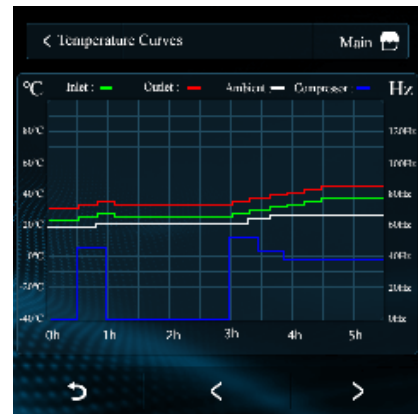 Temperature Curves
Main
°C Inlet : Outlet : Ambient : Compressor : Hz
80°C 120Hz
60°C 100Hz
40°C 80Hz
20°C 60Hz
0°C 40Hz
-20°C 20Hz
-40°C 0Hz
0h 1h 2h 3h 4h 5h